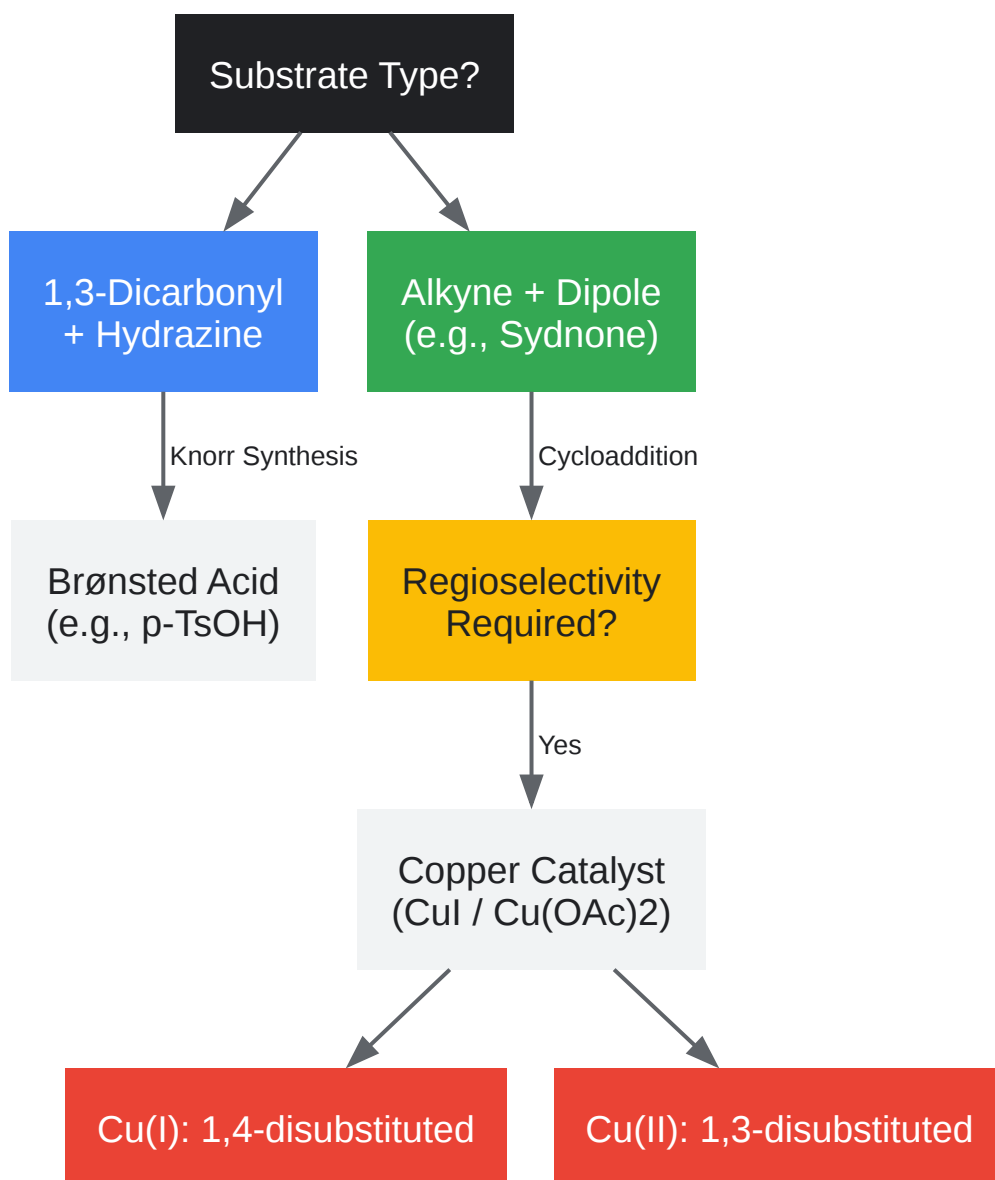 Substrate Type?
1,3-Dicarbonyl
+ Hydrazine
Alkyne + Dipole
(e.g., Sydnone)
Knorr Synthesis
Cycloaddition
Brønsted Acid
(e.g., p-TsOH)
Regioselectivity
Required?
Yes
Copper Catalyst
(CuI / Cu(OAc)2)
Cu(I): 1,4-disubstituted
Cu(II): 1,3-disubstituted